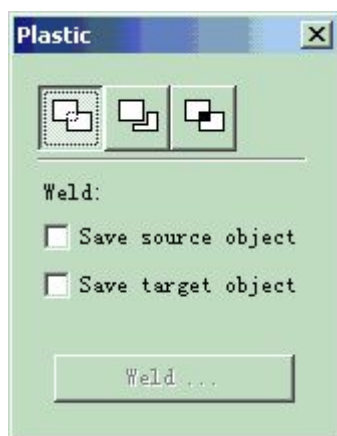 Plastic
Weld:
Save source object
Save target object
Weld ...